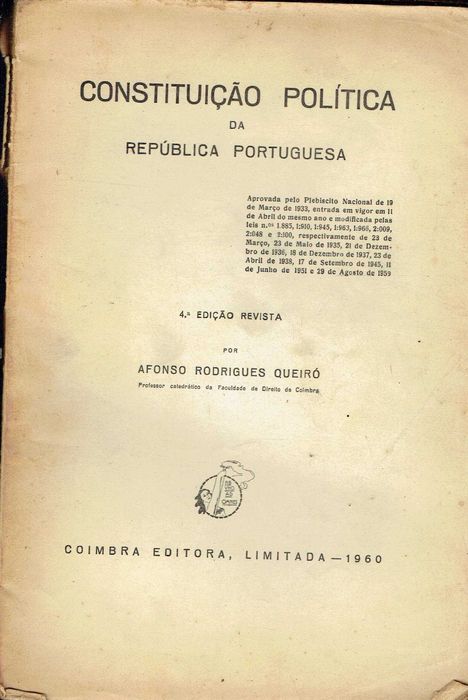 CONSTITUIÇÃO POLÍTICA
DA
REPÚBLICA PORTUGUESA
Aprovada pelo Plebiscito Nacional de 19
de Março de 1933, entrada em vigor em 11
de Abril do mesmo ano e modificada pelas
leis n.os 1.885, 1:910, 1:945, 1:963, 1:966, 2:009,
2:048 e 2:100, respectivamente de 23 de
Março, 23 de Maio de 1935, 21 de Dezem-
bro de 1936, 18 de Dezembro de 1937, 23 de
Abril de 1938, 17 de Setembro de 1945, 11
de Junho de 1951 e 29 de Agosto de 1959
4.ª EDIÇÃO REVISTA
POR
AFONSO RODRIGUES QUEIRÓ
Professor catedrático da Faculdade de Direito de Coimbra
COIMBRA EDITORA, LIMITADA — 1960